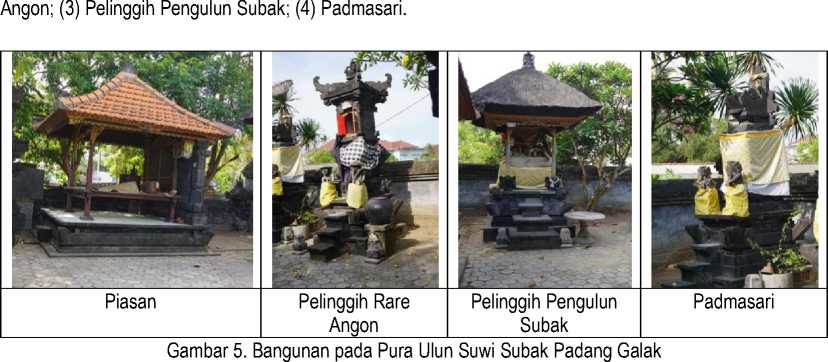 Angon; (3) Pelinggih Pengulun Subak; (4) Padmasari.
Piasan
Pelinggih Rare
Angon
Pelinggih Pengulun
Subak
Padmasari
Gambar 5. Bangunan pada Pura Ulun Suwi Subak Padang Galak